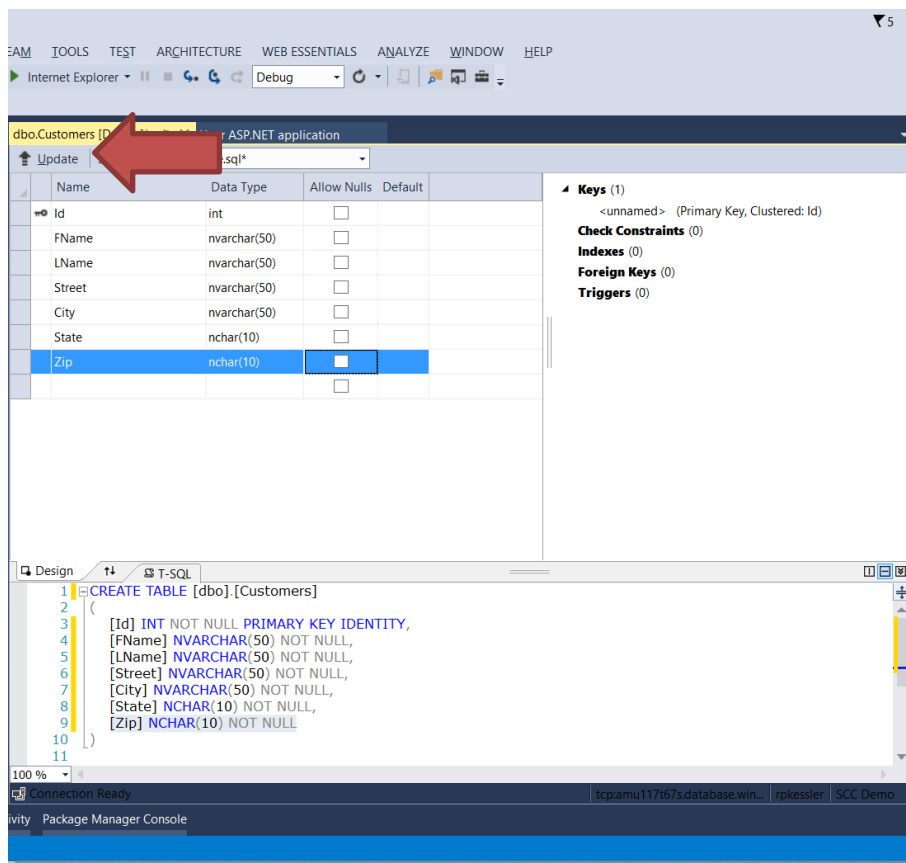 5
EAM TOOLS TEST ARCHITECTURE WEB ESSENTIALS ANALYZE WINDOW HELP
Internet Explorer Debug
dbo.Customers [D ASP.NET application
Update .sql*
Name Data Type Allow Nulls Default
Id int
FName nvarchar(50)
LName nvarchar(50)
Street nvarchar(50)
City nvarchar(50)
State nchar(10)
Zip nchar(10)
Keys (1)
<unnamed> (Primary Key, Clustered: Id)
Check Constraints (0)
Indexes (0)
Foreign Keys (0)
Triggers (0)
Design T-SQL
1 CREATE TABLE [dbo].[Customers]
2 (
3 [Id] INT NOT NULL PRIMARY KEY IDENTITY,
4 [FName] NVARCHAR(50) NOT NULL,
5 [LName] NVARCHAR(50) NOT NULL,
6 [Street] NVARCHAR(50) NOT NULL,
7 [City] NVARCHAR(50) NOT NULL,
8 [State] NCHAR(10) NOT NULL,
9 [Zip] NCHAR(10) NOT NULL
10 )
11
100 %
Connection Ready tcp:amu117t67s.database.win... rpkessler SCC Demo
ivity Package Manager Console